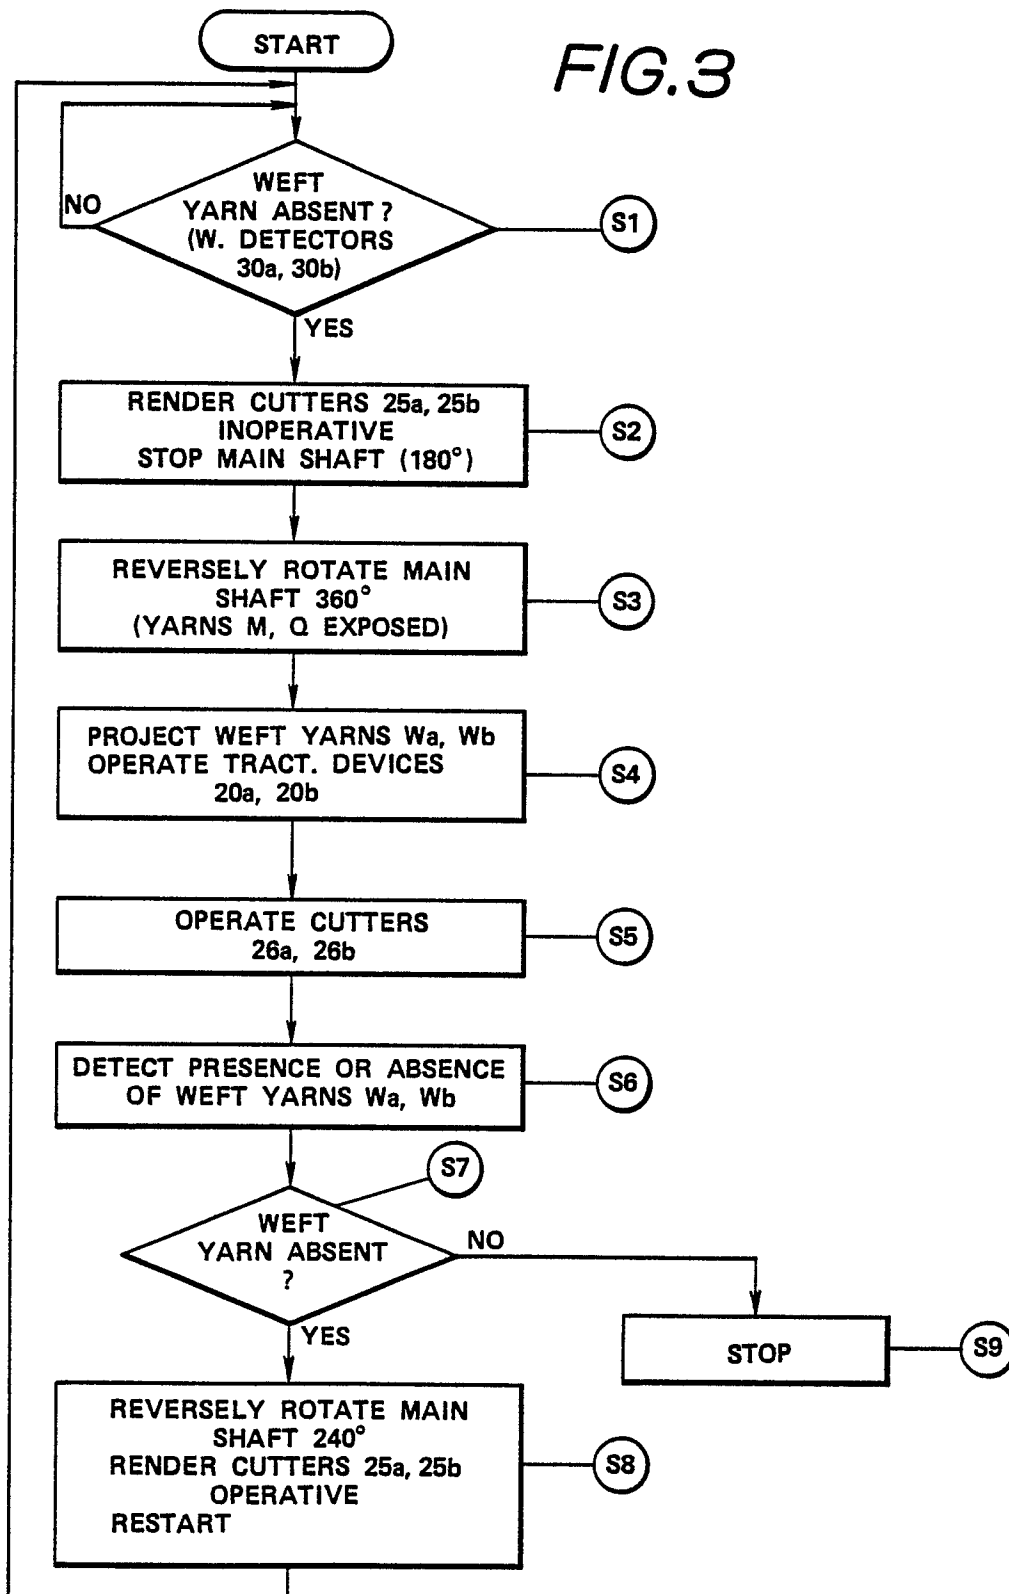 START
FIG.3
WEFT
YARN ABSENT?
(W. DETECTORS
30a, 30b)
NO
S1
YES
RENDER CUTTERS 25a, 25b
INOPERATIVE
STOP MAIN SHAFT (180°)
S2
REVERSELY ROTATE MAIN
SHAFT 360°
(YARNS M, Q EXPOSED)
S3
PROJECT WEFT YARNS Wa, Wb
OPERATE TRACT. DEVICES
20a, 20b
S4
OPERATE CUTTERS
26a, 26b
S5
DETECT PRESENCE OR ABSENCE
OF WEFT YARNS Wa, Wb
S6
S7
WEFT
YARN ABSENT
?
NO
YES
STOP
S9
REVERSELY ROTATE MAIN
SHAFT 240°
RENDER CUTTERS 25a, 25b
OPERATIVE
RESTART
S8